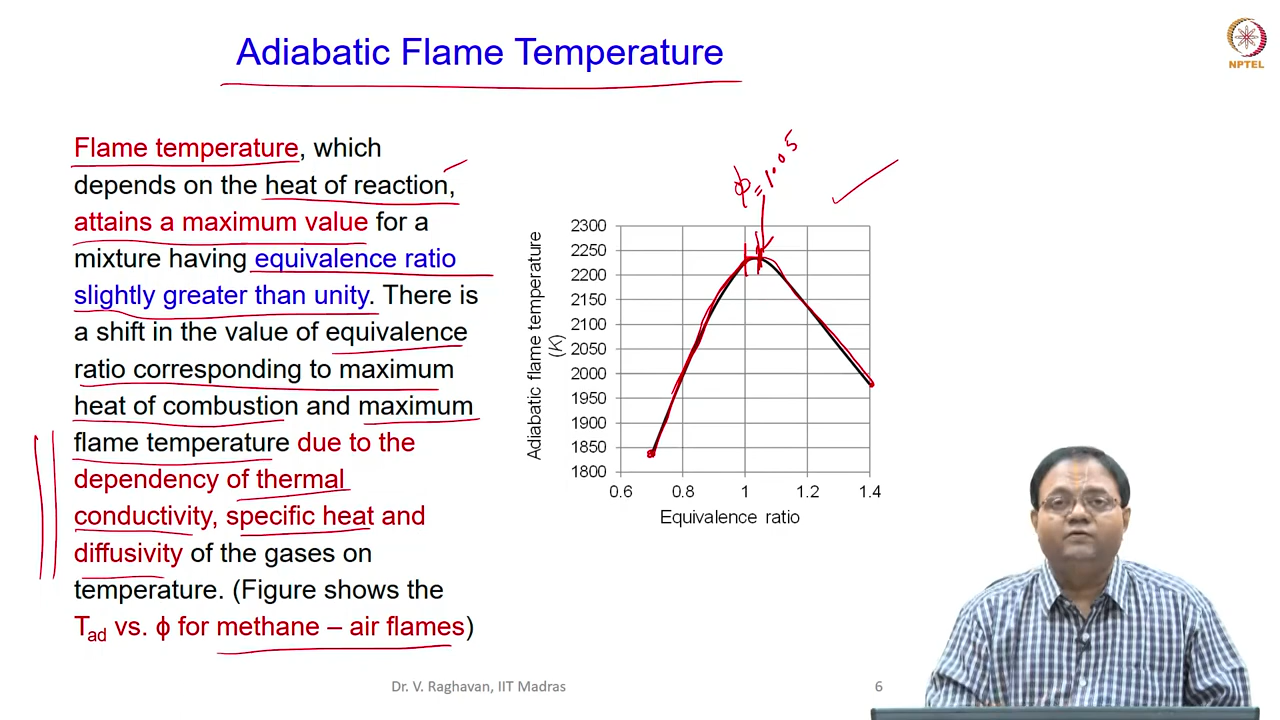 Adiabatic Flame Temperature
NPTEL
Flame temperature, which
depends on the heat of reaction,
attains a maximum value for a
mixture having equivalence ratio
slightly greater than unity. There is
a shift in the value of equivalence
ratio corresponding to maximum
heat of combustion and maximum
flame temperature due to the
dependency of thermal
conductivity, specific heat and
diffusivity of the gases on
temperature. (Figure shows the
Tad vs. ϕ for methane – air flames)
ϕ = 1.05
Adiabatic flame temperature
(K)
2300
2250
2200
2150
2100
2050
2000
1950
1900
1850
1800
0.6 0.8 1 1.2 1.4
Equivalence ratio
Dr. V. Raghavan, IIT Madras
6